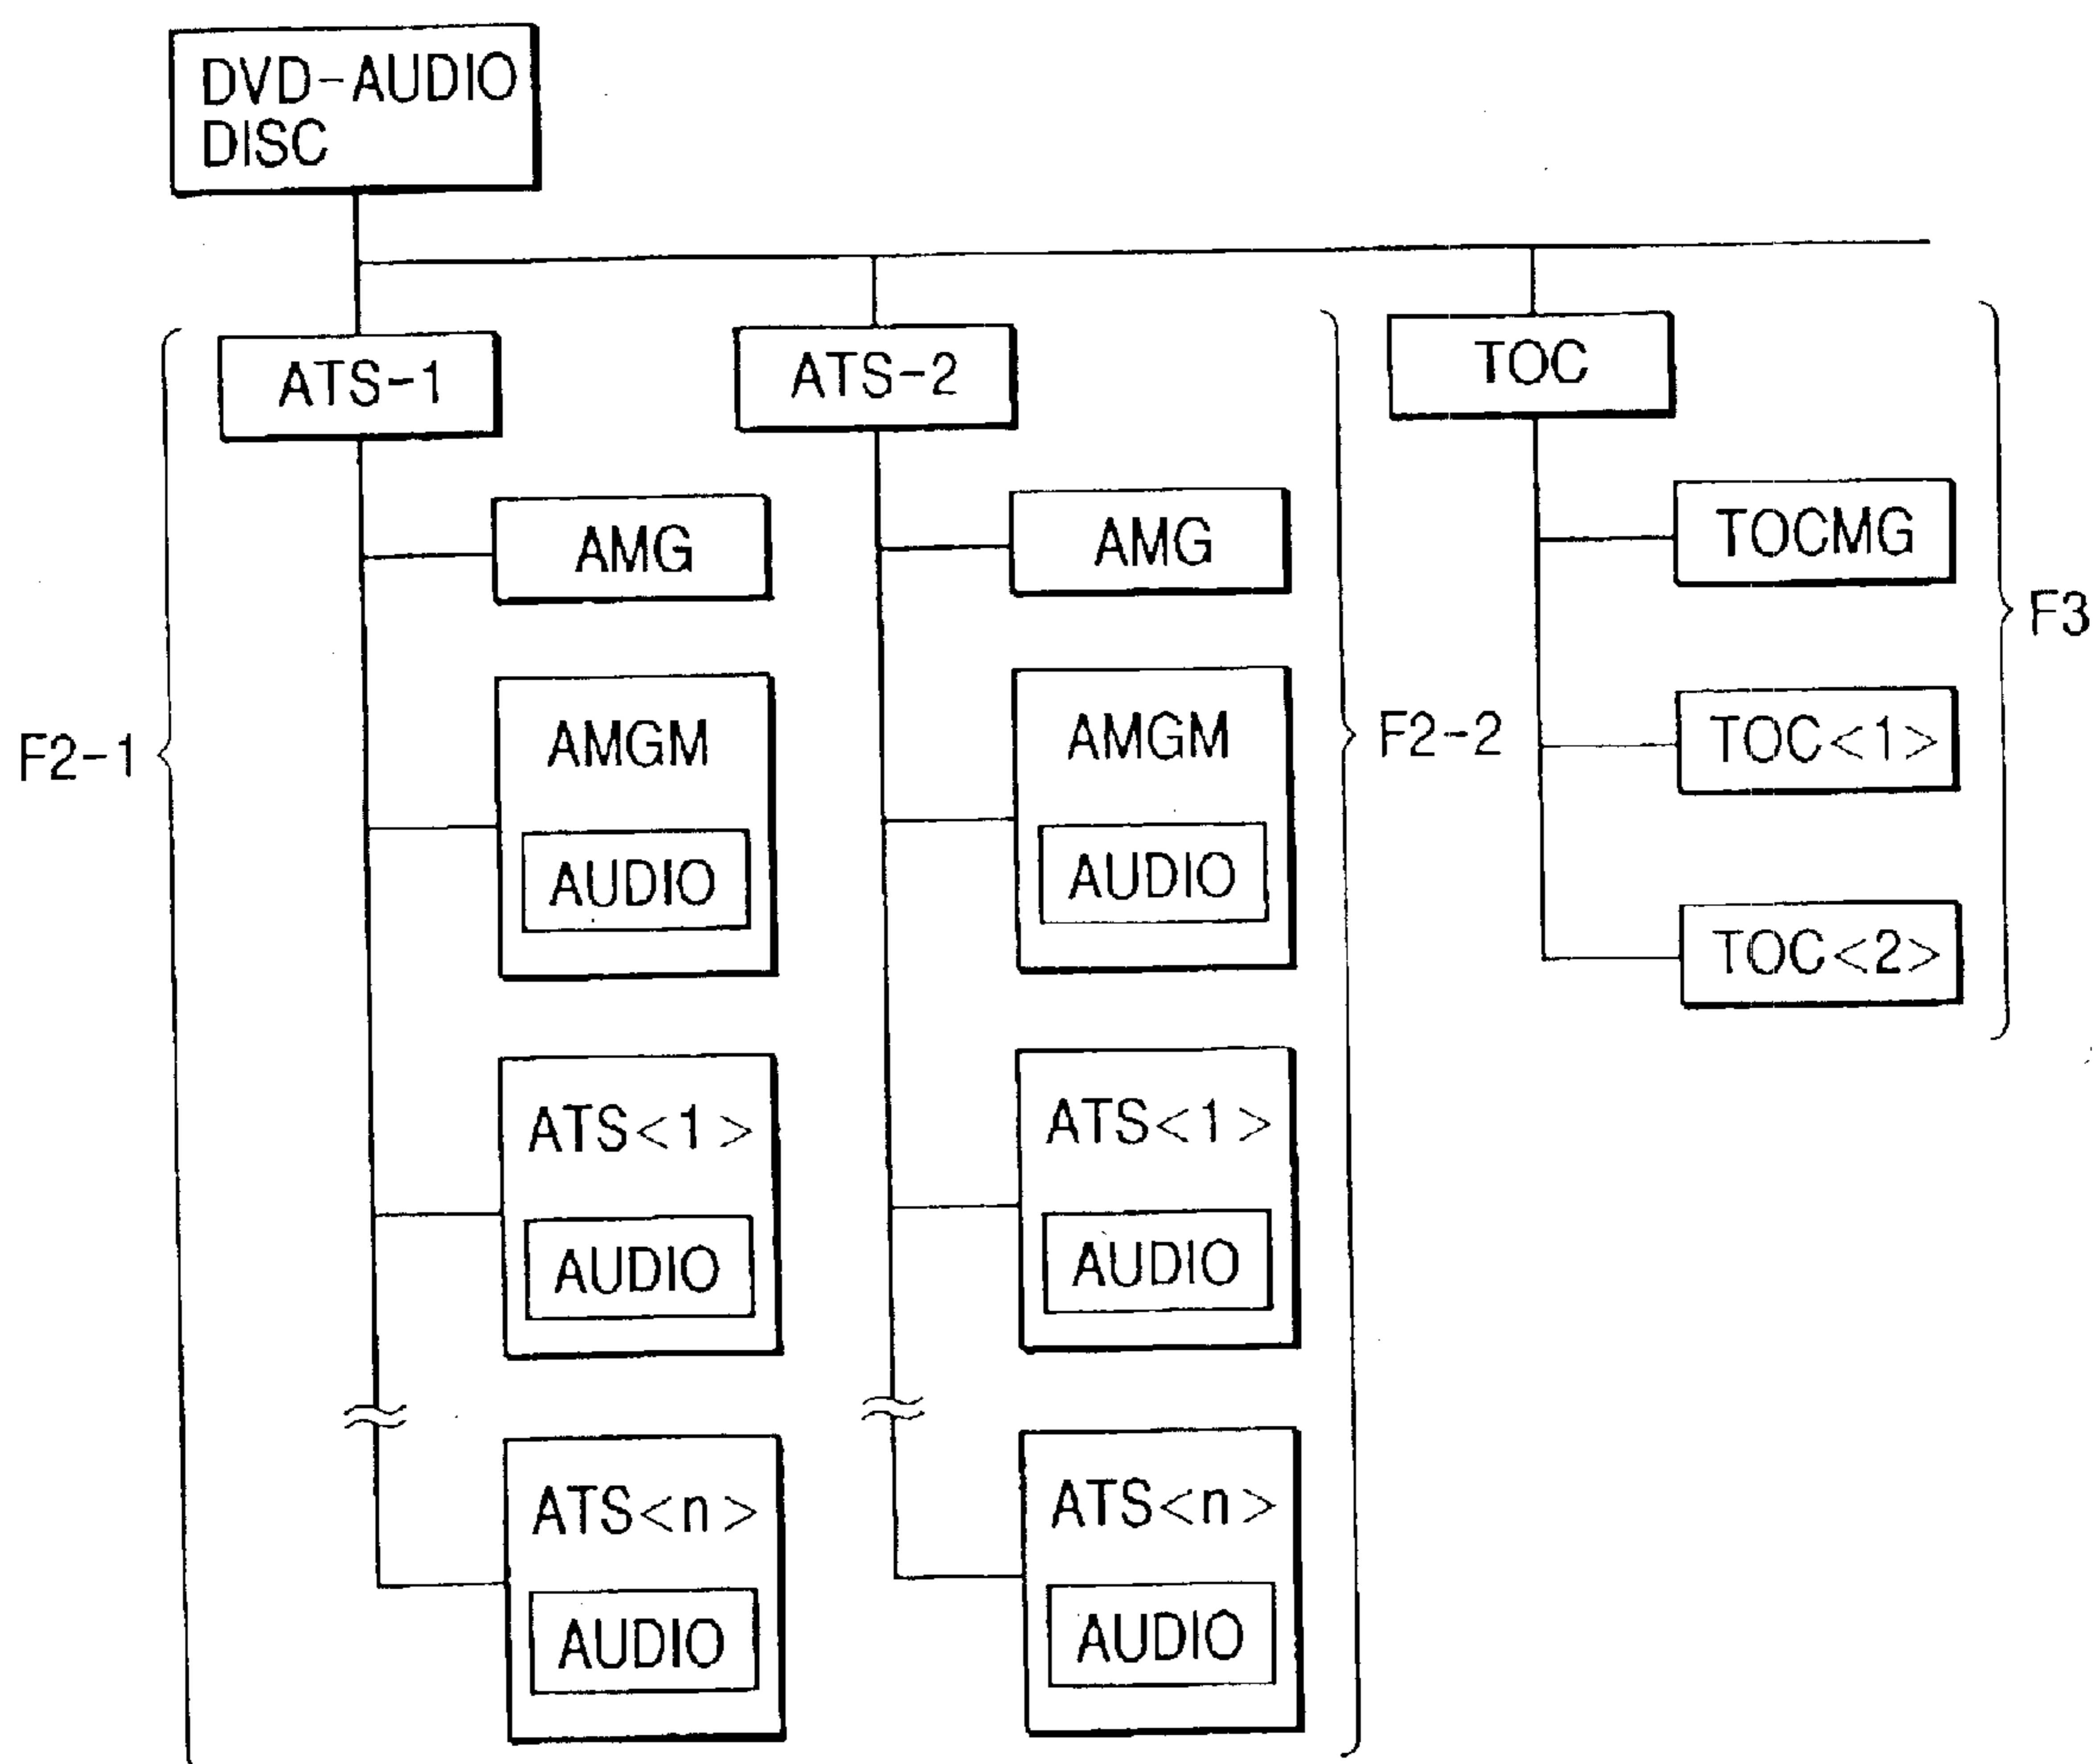 DVD-AUDIO
DISC
ATS-1
ATS-2
TOC
AMG
AMG
TOCMG
F3
AMGM
AUDIO
AMGM
AUDIO
F2-1
F2-2
TOC<1>
TOC<2>
ATS<1>
AUDIO
ATS<1>
AUDIO
ATS<n>
AUDIO
ATS<n>
AUDIO